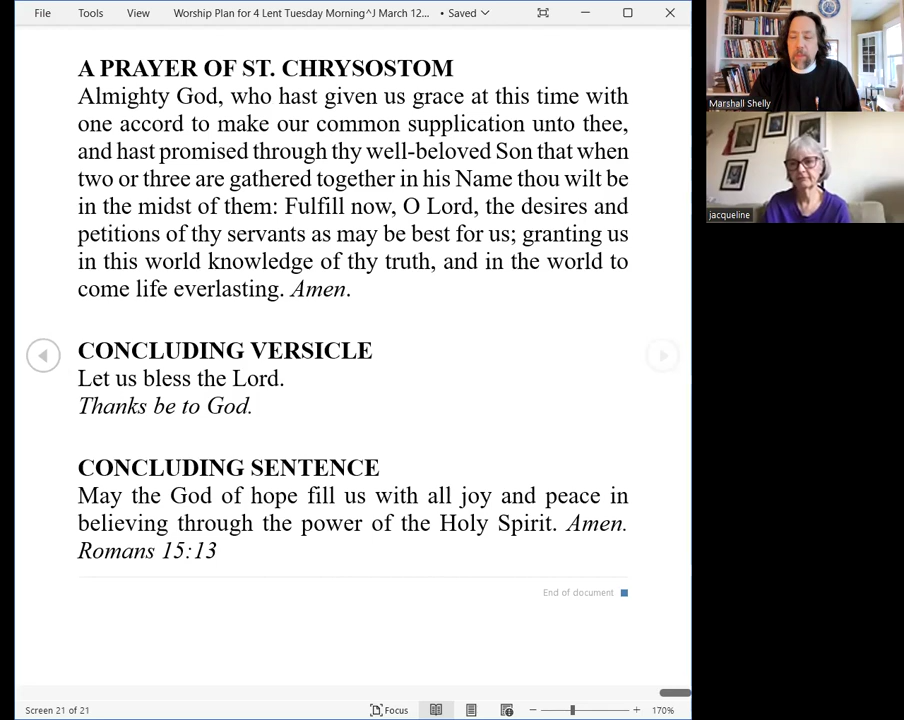 File Tools View Worship Plan for 4 Lent Tuesday Morning^J March 12... • Saved
A PRAYER OF ST. CHRYSOSTOM
Almighty God, who hast given us grace at this time with
one accord to make our common supplication unto thee,
and hast promised through thy well-beloved Son that when
two or three are gathered together in his Name thou wilt be
in the midst of them: Fulfill now, O Lord, the desires and
petitions of thy servants as may be best for us; granting us
in this world knowledge of thy truth, and in the world to
come life everlasting. Amen.
CONCLUDING VERSICLE
Let us bless the Lord.
Thanks be to God.
CONCLUDING SENTENCE
May the God of hope fill us with all joy and peace in
believing through the power of the Holy Spirit. Amen.
Romans 15:13
End of document
Screen 21 of 21 Focus 170%
Marshall Shelly
jacqueline